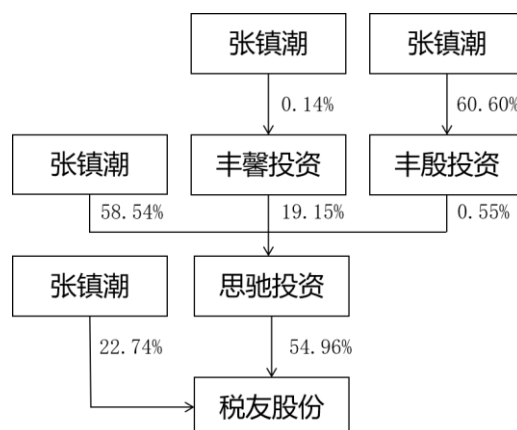 张镇潮
张镇潮
0.14%
60.60%
张镇潮
丰馨投资
丰殷投资
58.54%
19.15%
0.55%
张镇潮
思驰投资
22.74%
54.96%
税友股份